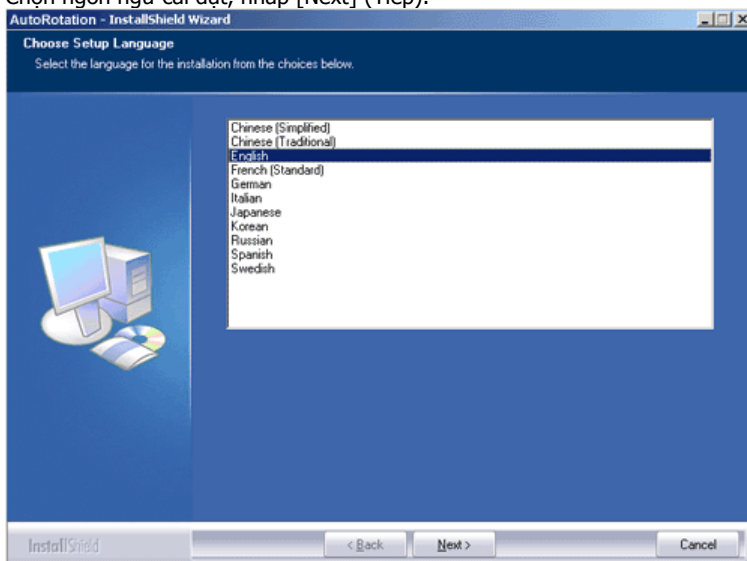 Chọn ngôn ngữ cài đặt, nhấp [Next] (Tiếp).
AutoRotation - InstallShield Wizard
Choose Setup Language
Select the language for the installation from the choices below.
Chinese (Simplified)
Chinese (Traditional)
English
French (Standard)
German
Italian
Japanese
Korean
Russian
Spanish
Swedish
InstallShield
< Back
Next >
Cancel